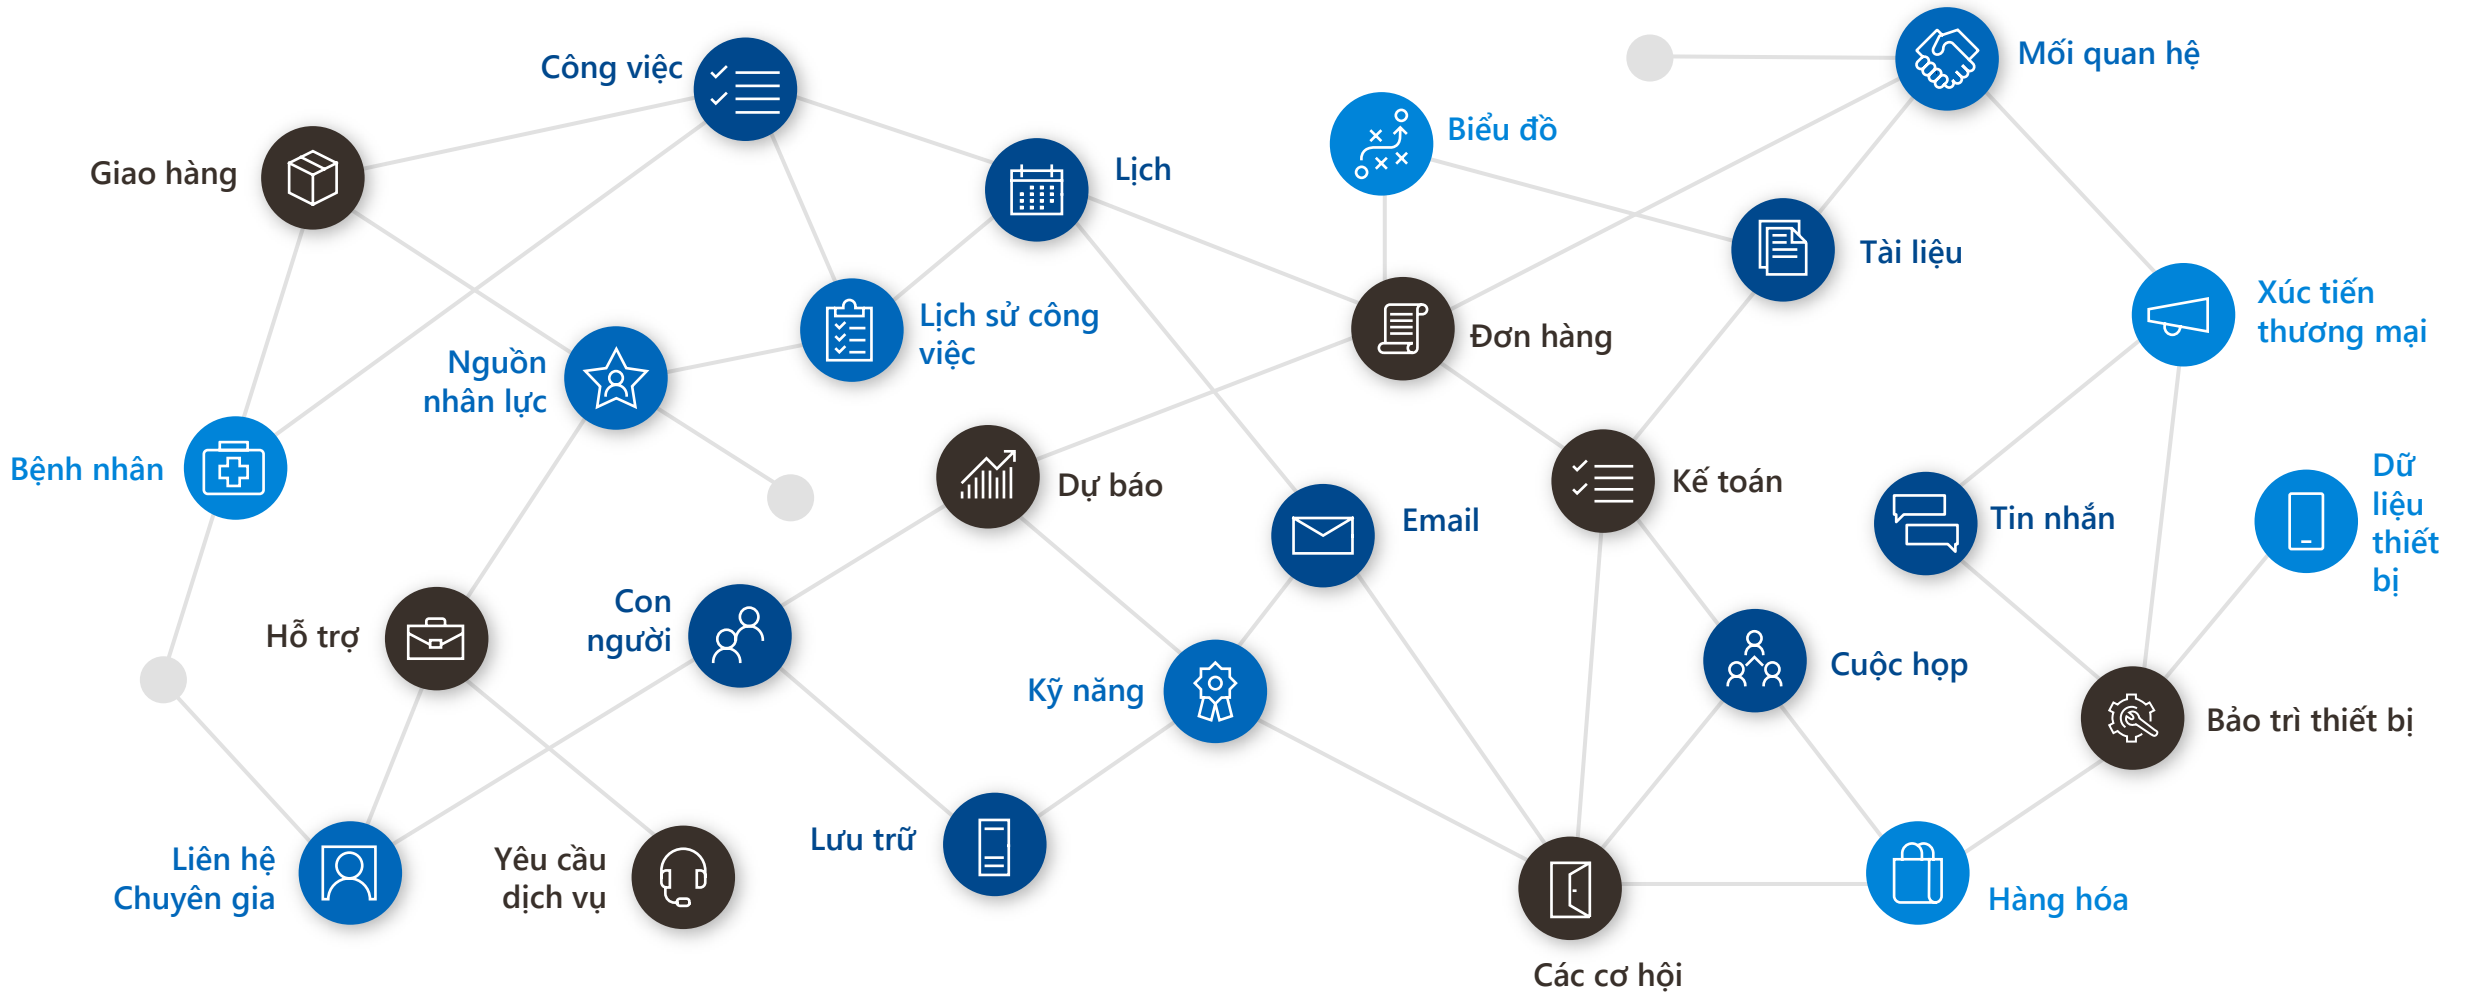 Công việc
Mối quan hệ
Biểu đồ
Giao hàng
Lịch
Tài liệu
Xúc tiến
thương mại
Lịch sử công
việc
Đơn hàng
Nguồn
nhân lực
Bệnh nhân
Dự báo
Kế toán
Email
Tin nhắn
Dữ
liệu
thiết
bị
Hỗ trợ
Con
người
Kỹ năng
Cuộc họp
Bảo trì thiết bị
Liên hệ
Chuyên gia
Yêu cầu
dịch vụ
Lưu trữ
Hàng hóa
Các cơ hội